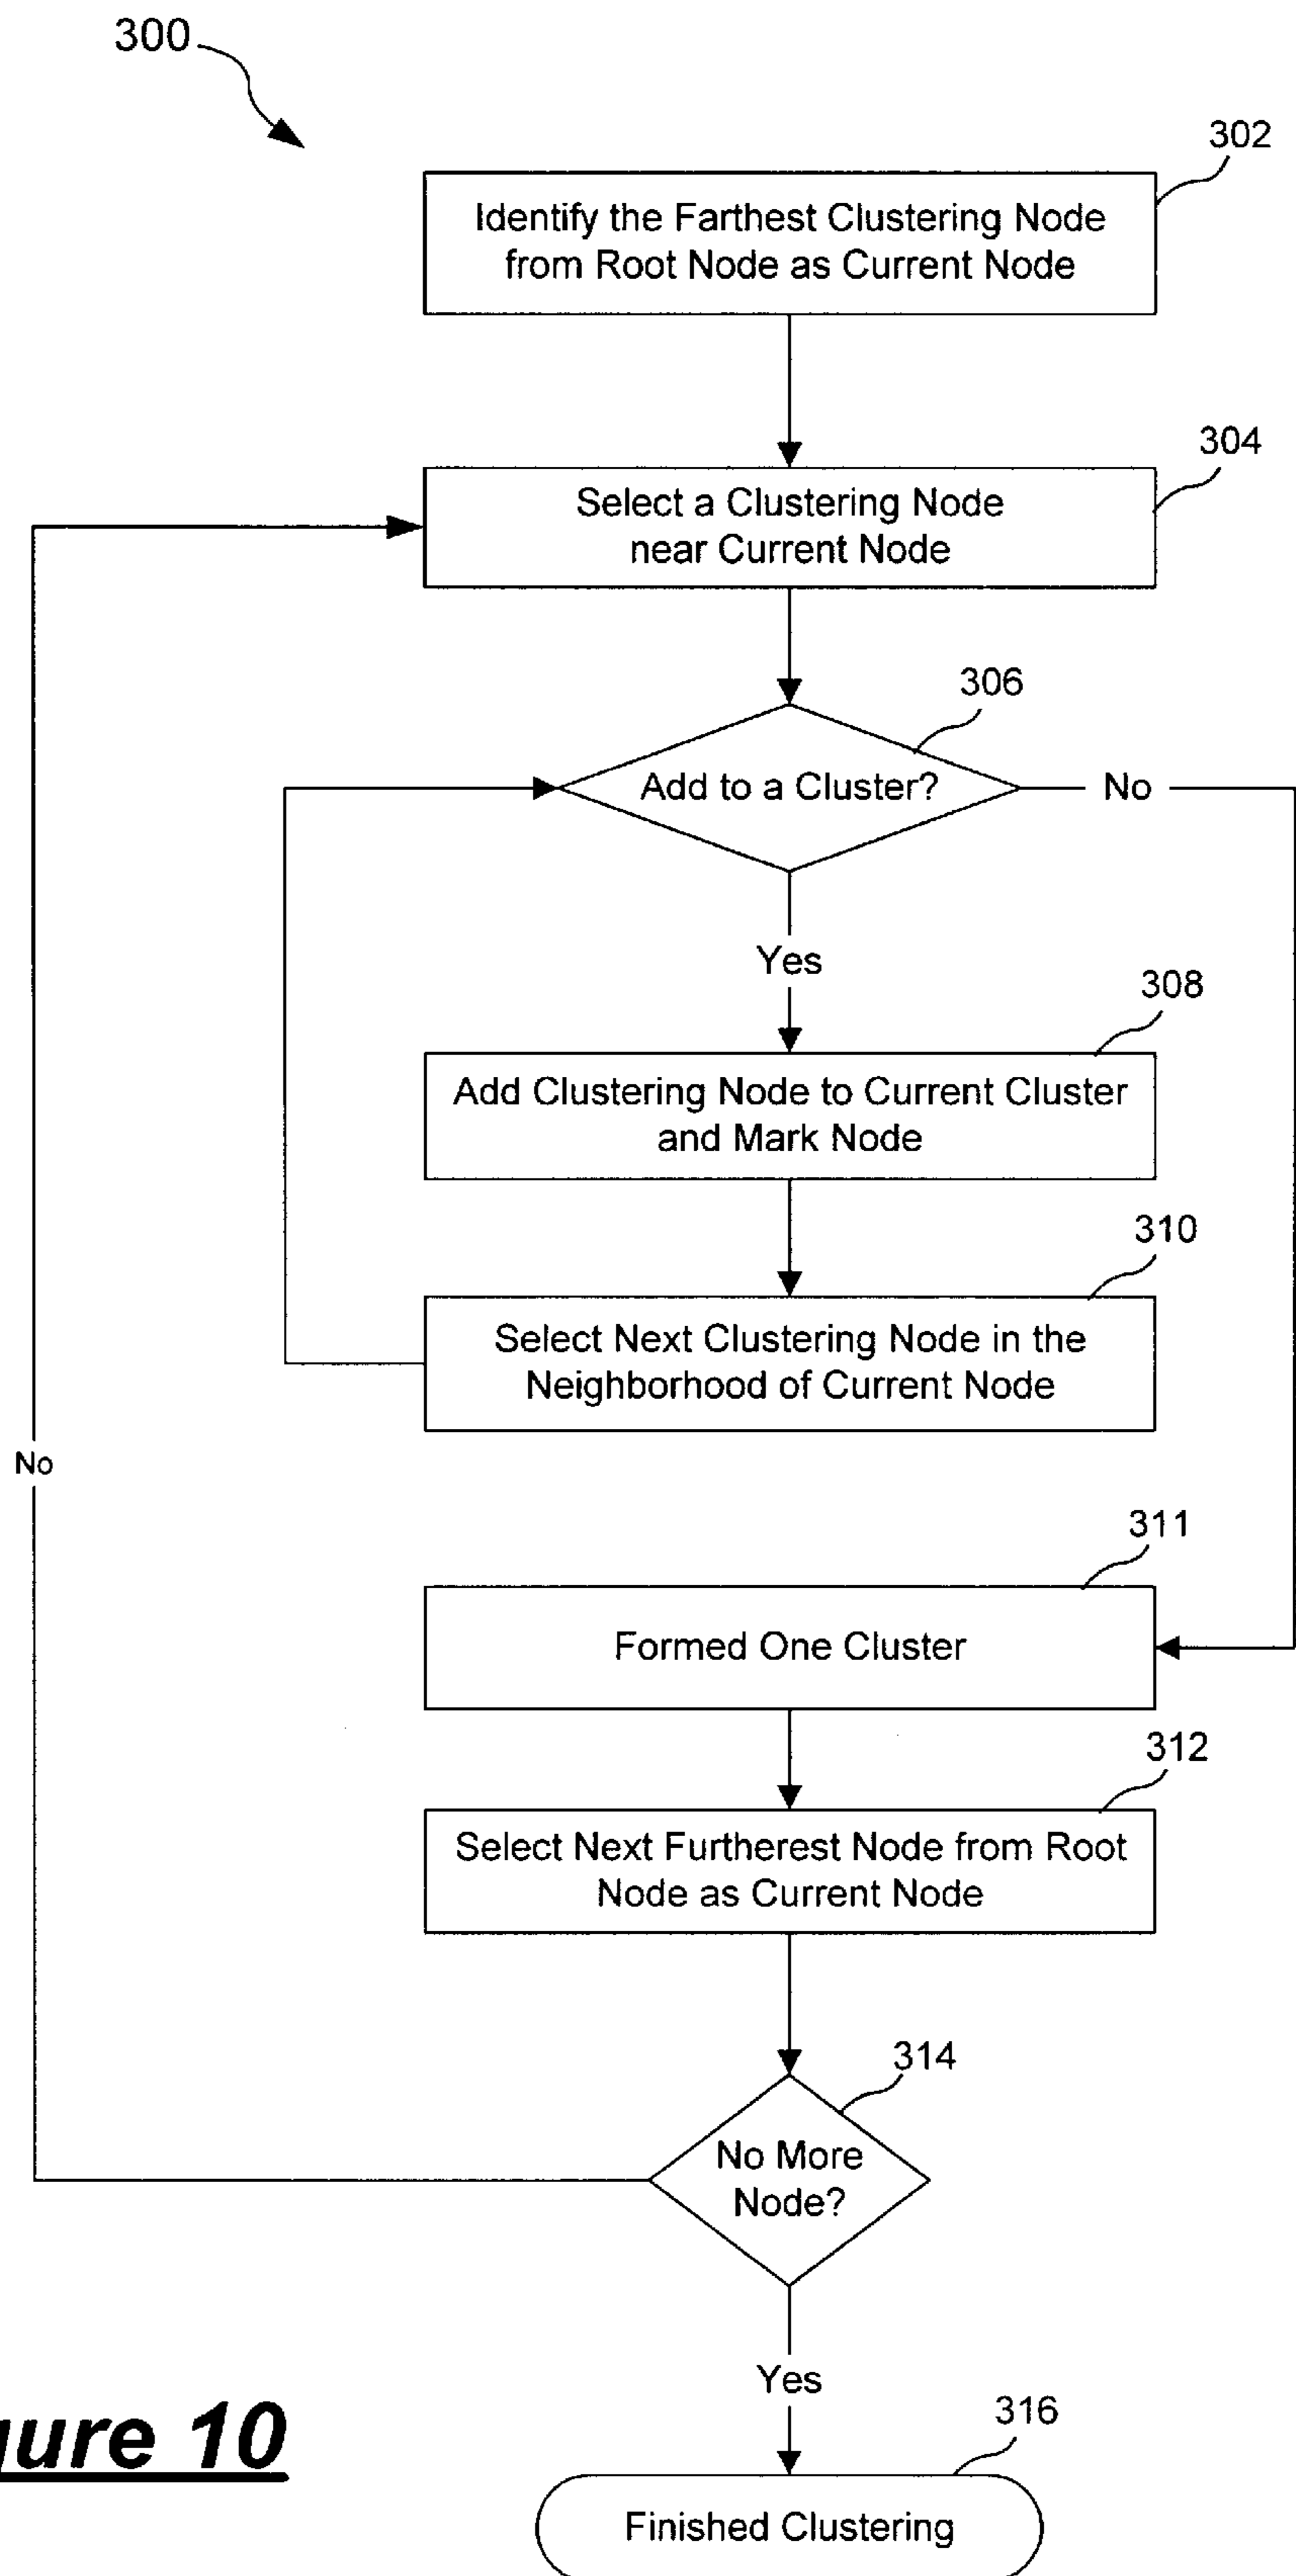 300
302
Identify the Farthest Clustering Node
from Root Node as Current Node
304
Select a Clustering Node
near Current Node
306
Add to a Cluster?
No
Yes
308
Add Clustering Node to Current Cluster
and Mark Node
310
Select Next Clustering Node in the
Neighborhood of Current Node
No
311
Formed One Cluster
312
Select Next Furtherest Node from Root
Node as Current Node
314
No More
Node?
Yes
316
Finished Clustering
gure 10